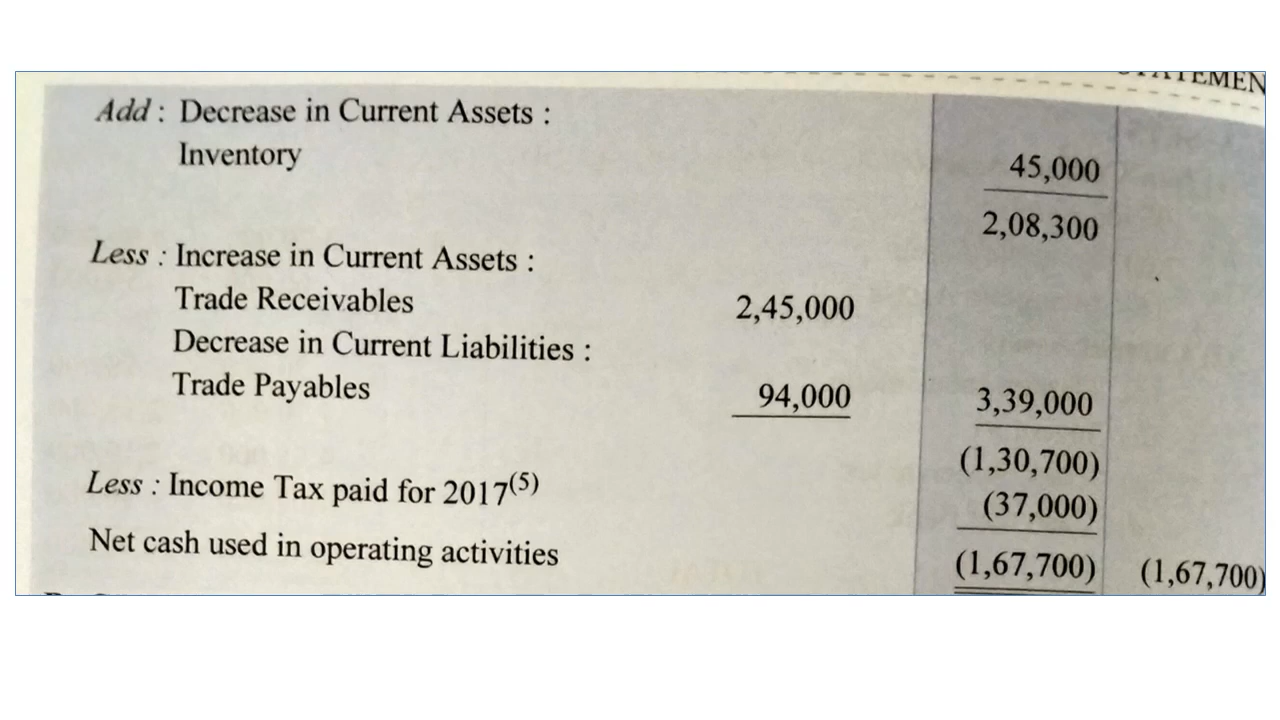 Add : Decrease in Current Assets :
Inventory 45,000
2,08,300
Less : Increase in Current Assets :
Trade Receivables 2,45,000
Decrease in Current Liabilities :
Trade Payables 94,000 3,39,000
(1,30,700)
Less : Income Tax paid for 2017(5) (37,000)
Net cash used in operating activities (1,67,700) (1,67,700)